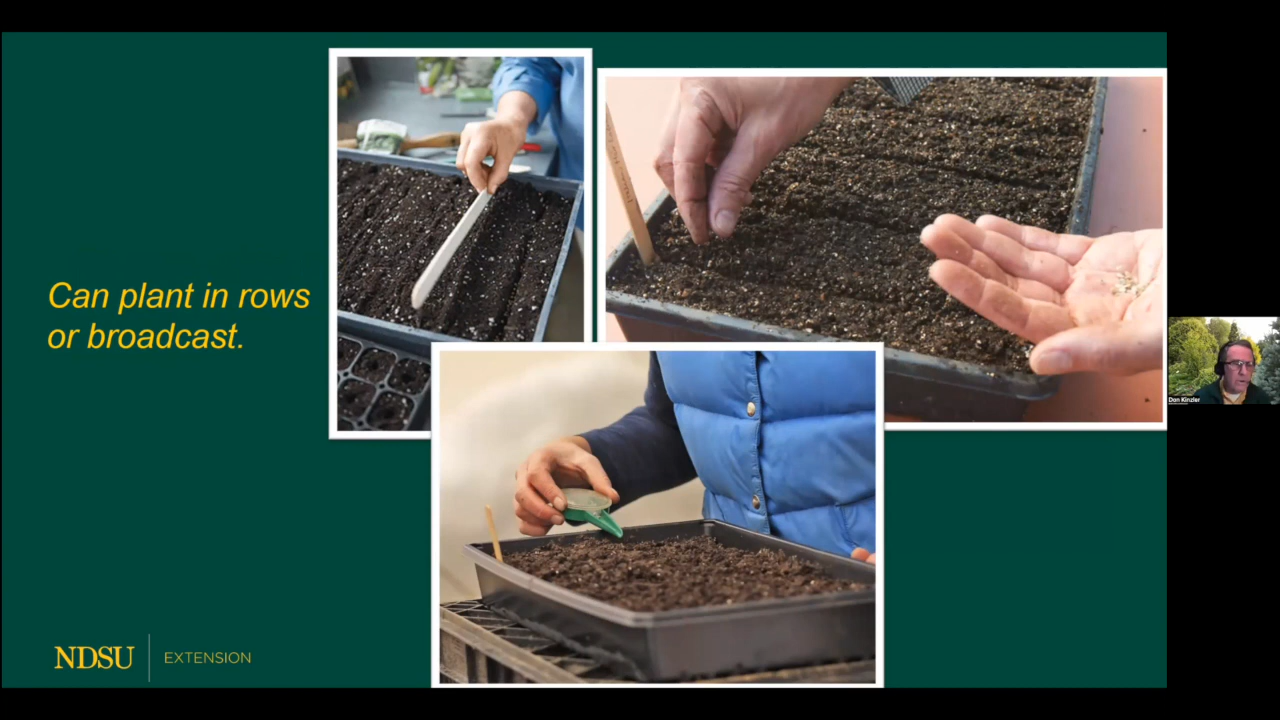 Can plant in rows
or broadcast.
NDSU EXTENSION
Dan Kinzler